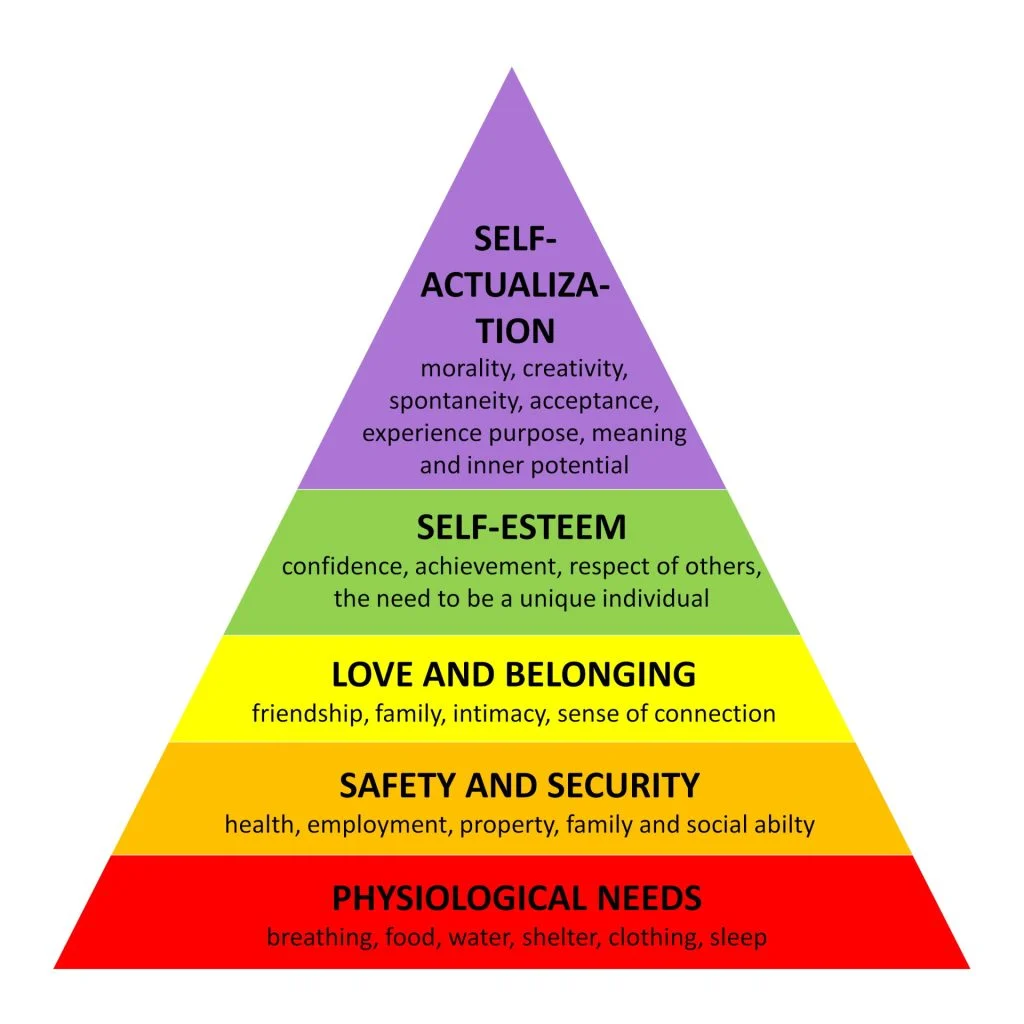 SELF-
ACTUALIZA-
TION
morality, creativity,
spontaneity, acceptance,
experience purpose, meaning
and inner potential
SELF-ESTEEM
confidence, achievement, respect of others,
the need to be a unique individual
LOVE AND BELONGING
friendship, family, intimacy, sense of connection
SAFETY AND SECURITY
health, employment, property, family and social abilty
PHYSIOLOGICAL NEEDS
breathing, food, water, shelter, clothing, sleep